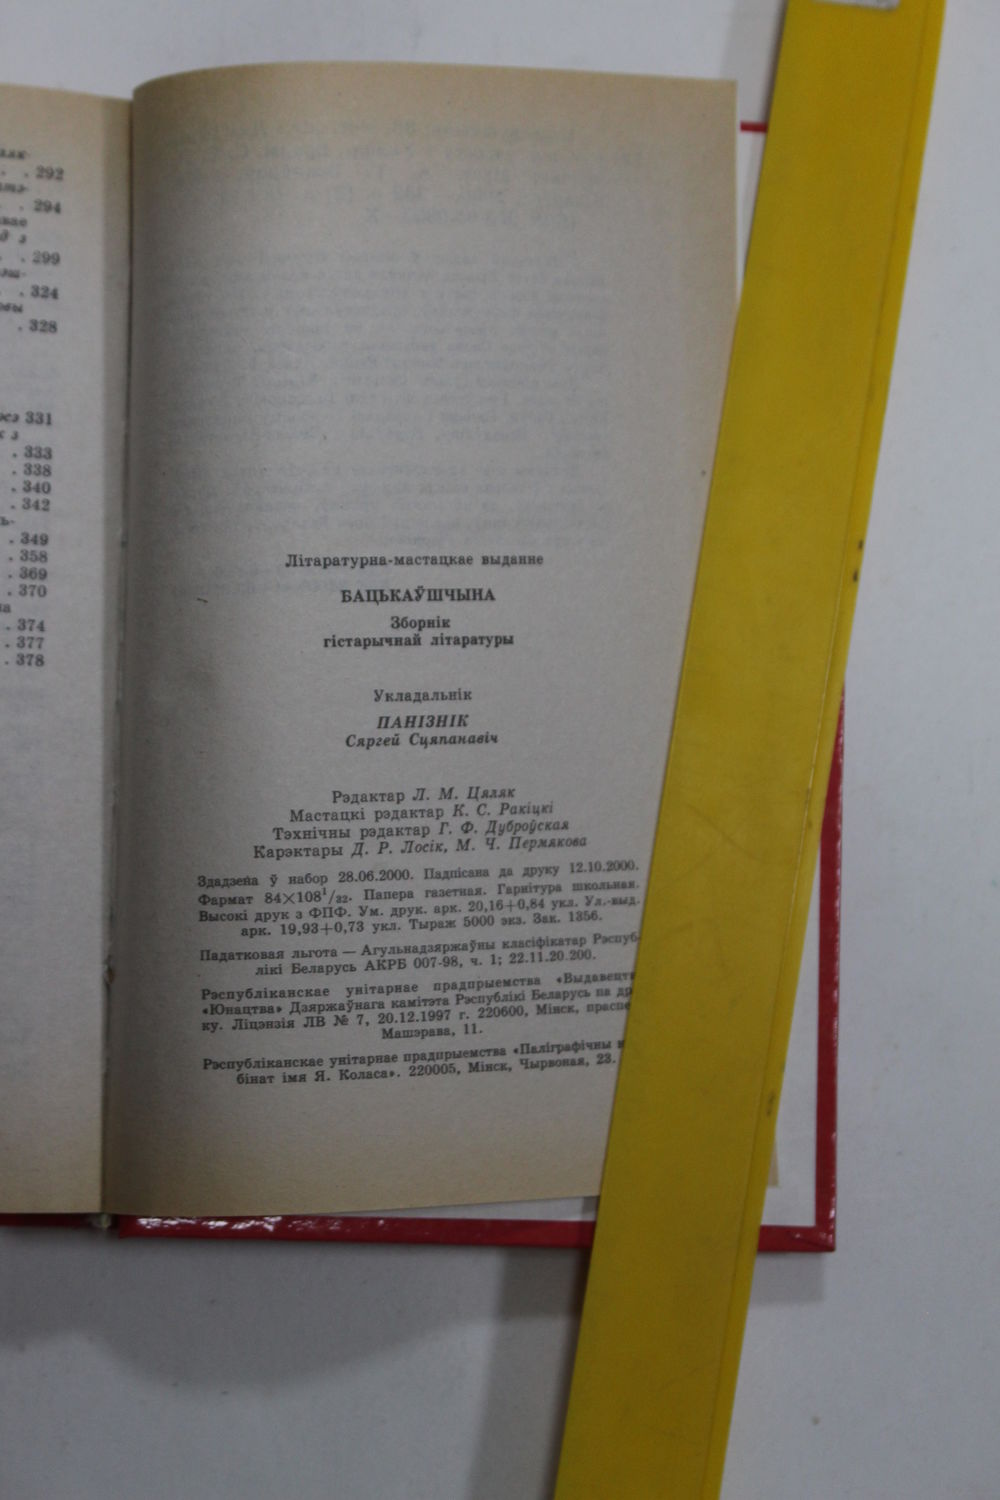 . . 292
. . 294
. . 299
. . 324
. 328
331
. 333
. 338
. 340
. 342
. 349
. 358
. 369
. 370
. 374
. 377
. 378
Літаратурна-мастацкае выданне
БАЦЬКАЎШЧЫНА
Зборнік
гістарычнай літаратуры
Укладальнік
ПАНІЗНІК
Сяргей Сцяпанавіч
Рэдактар Л. М. Цяляк
Мастацкі рэдактар К. С. Ракіцкі
Тэхнічны рэдактар Г. Ф. Дуброўская
Карэктары Д. Р. Лосік, М. Ч. Пермякова
Здадзена ў набор 28.06.2000. Падпісана да друку 12.10.2000.
Фармат 84×108¹/₃₂. Папера газетная. Гарнітура школьная.
Высокі друк з ФПФ. Ум. друк. арк. 20,16+0,84 укл. Ул.-выд.
арк. 19,93+0,73 укл. Тыраж 5000 экз. Зак. 1356.
Падатковая льгота — Агульнадзяржаўны класіфікатар Рэспуб-
лікі Беларусь АКРБ 007-98, ч. 1; 22.11.20.200.
Рэспубліканскае унітарнае прадпрыемства «Выдавецт
«Юнацтва» Дзяржаўнага камітэта Рэспублікі Беларусь па др
ку. Ліцэнзія ЛВ № 7, 20.12.1997 г. 220600, Мінск, праспе
Машэрава, 11.
Рэспубліканскае унітарнае прадпрыемства «Паліграфічны
бінат імя Я. Коласа». 220005, Мінск, Чырвоная, 23.